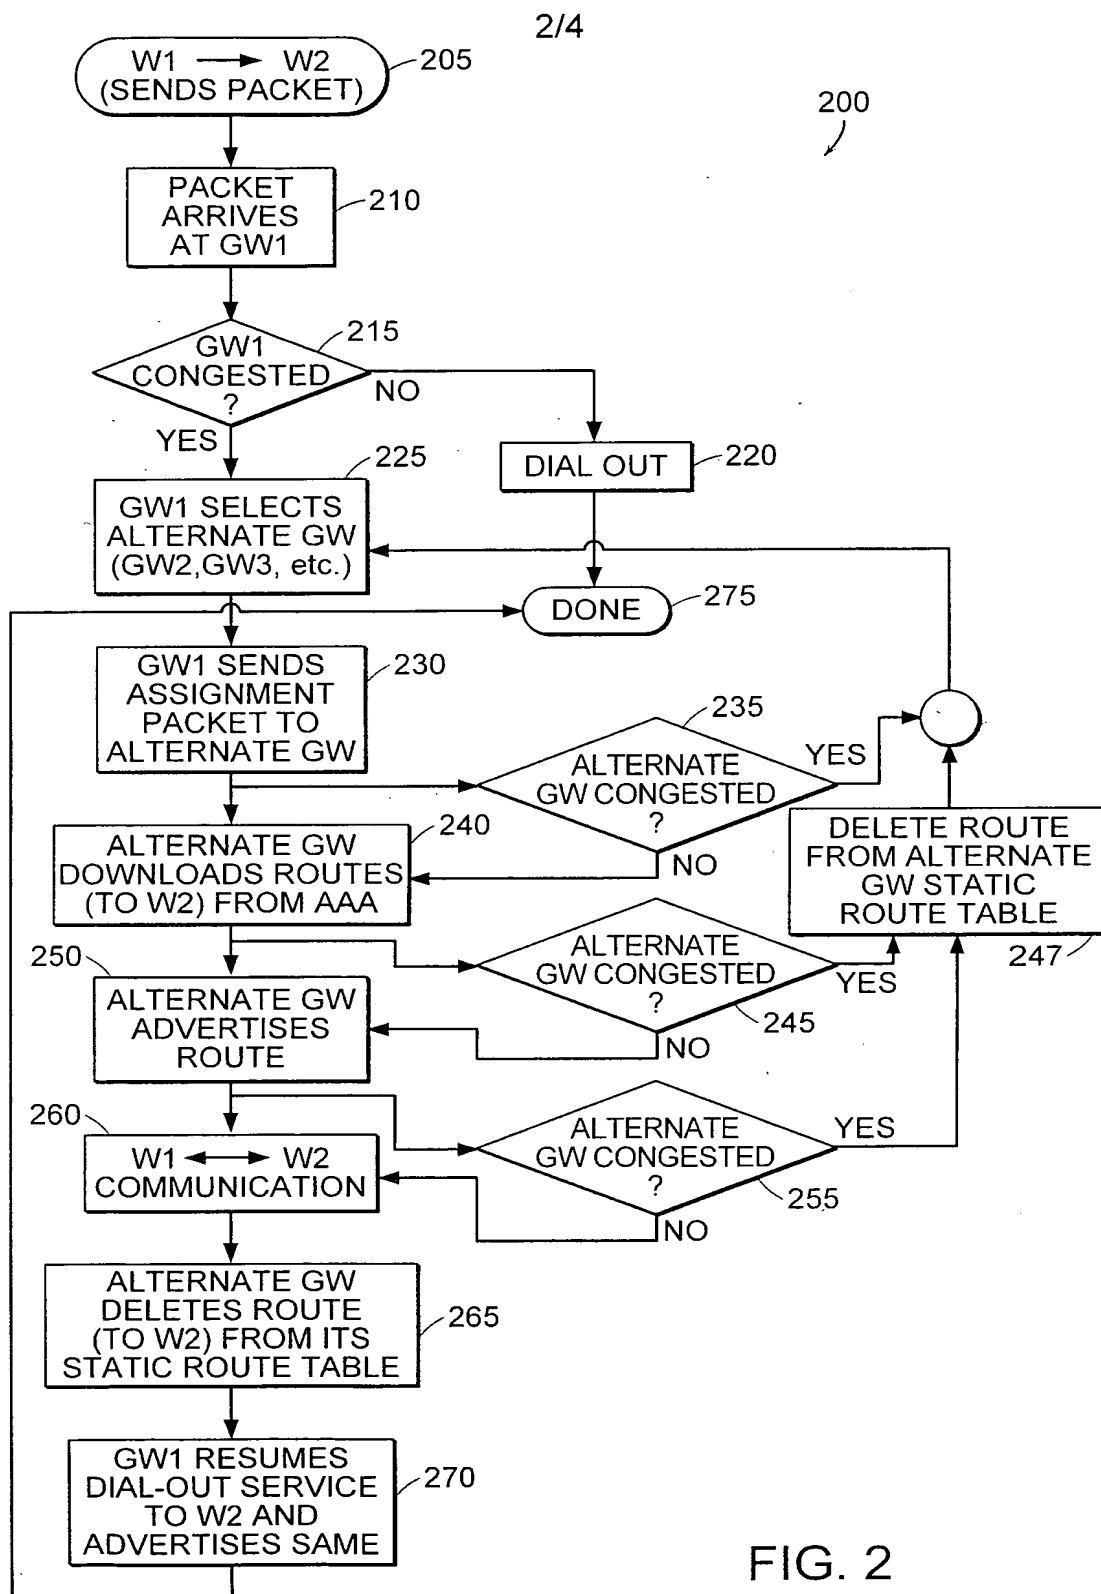 2/4
W1 → W2
(SENDS PACKET)
205
200
PACKET
ARRIVES
AT GW1
210
GW1
CONGESTED
?
215
NO
YES
DIAL OUT
220
225
GW1 SELECTS
ALTERNATE GW
(GW2,GW3, etc.)
DONE
275
GW1 SENDS
ASSIGNMENT
PACKET TO
ALTERNATE GW
230
235
ALTERNATE
GW CONGESTED
?
YES
NO
ALTERNATE GW
DOWNLOADS ROUTES
(TO W2) FROM AAA
240
DELETE ROUTE
FROM ALTERNATE
GW STATIC
ROUTE TABLE
247
ALTERNATE
GW CONGESTED
?
YES
245
NO
250
ALTERNATE GW
ADVERTISES
ROUTE
ALTERNATE
GW CONGESTED
?
YES
255
NO
260
W1 ↔ W2
COMMUNICATION
ALTERNATE GW
DELETES ROUTE
(TO W2) FROM ITS
STATIC ROUTE TABLE
265
GW1 RESUMES
DIAL-OUT SERVICE
TO W2 AND
ADVERTISES SAME
270
FIG. 2